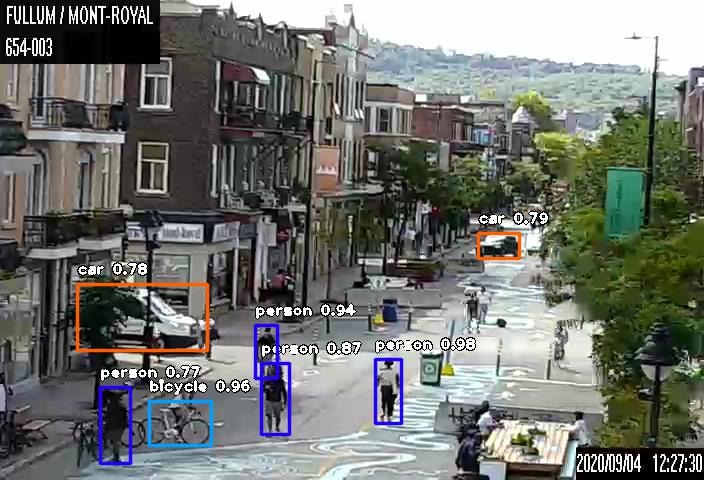 FULLUM / MONT-ROYAL
654-003
car 0.79
car 0.78
person 0.94
person 0.87
person 0.98
person 0.77
bicycle 0.96
2020/09/04 12:27:30